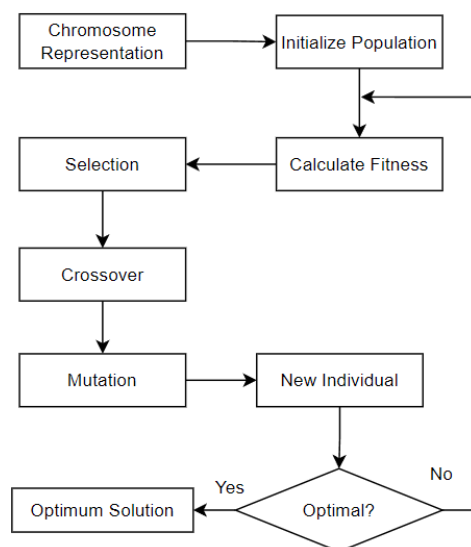 Chromosome
Representation
Initialize Population
Selection
Calculate Fitness
Crossover
Mutation
New Individual
Yes
No
Optimum Solution
Optimal?